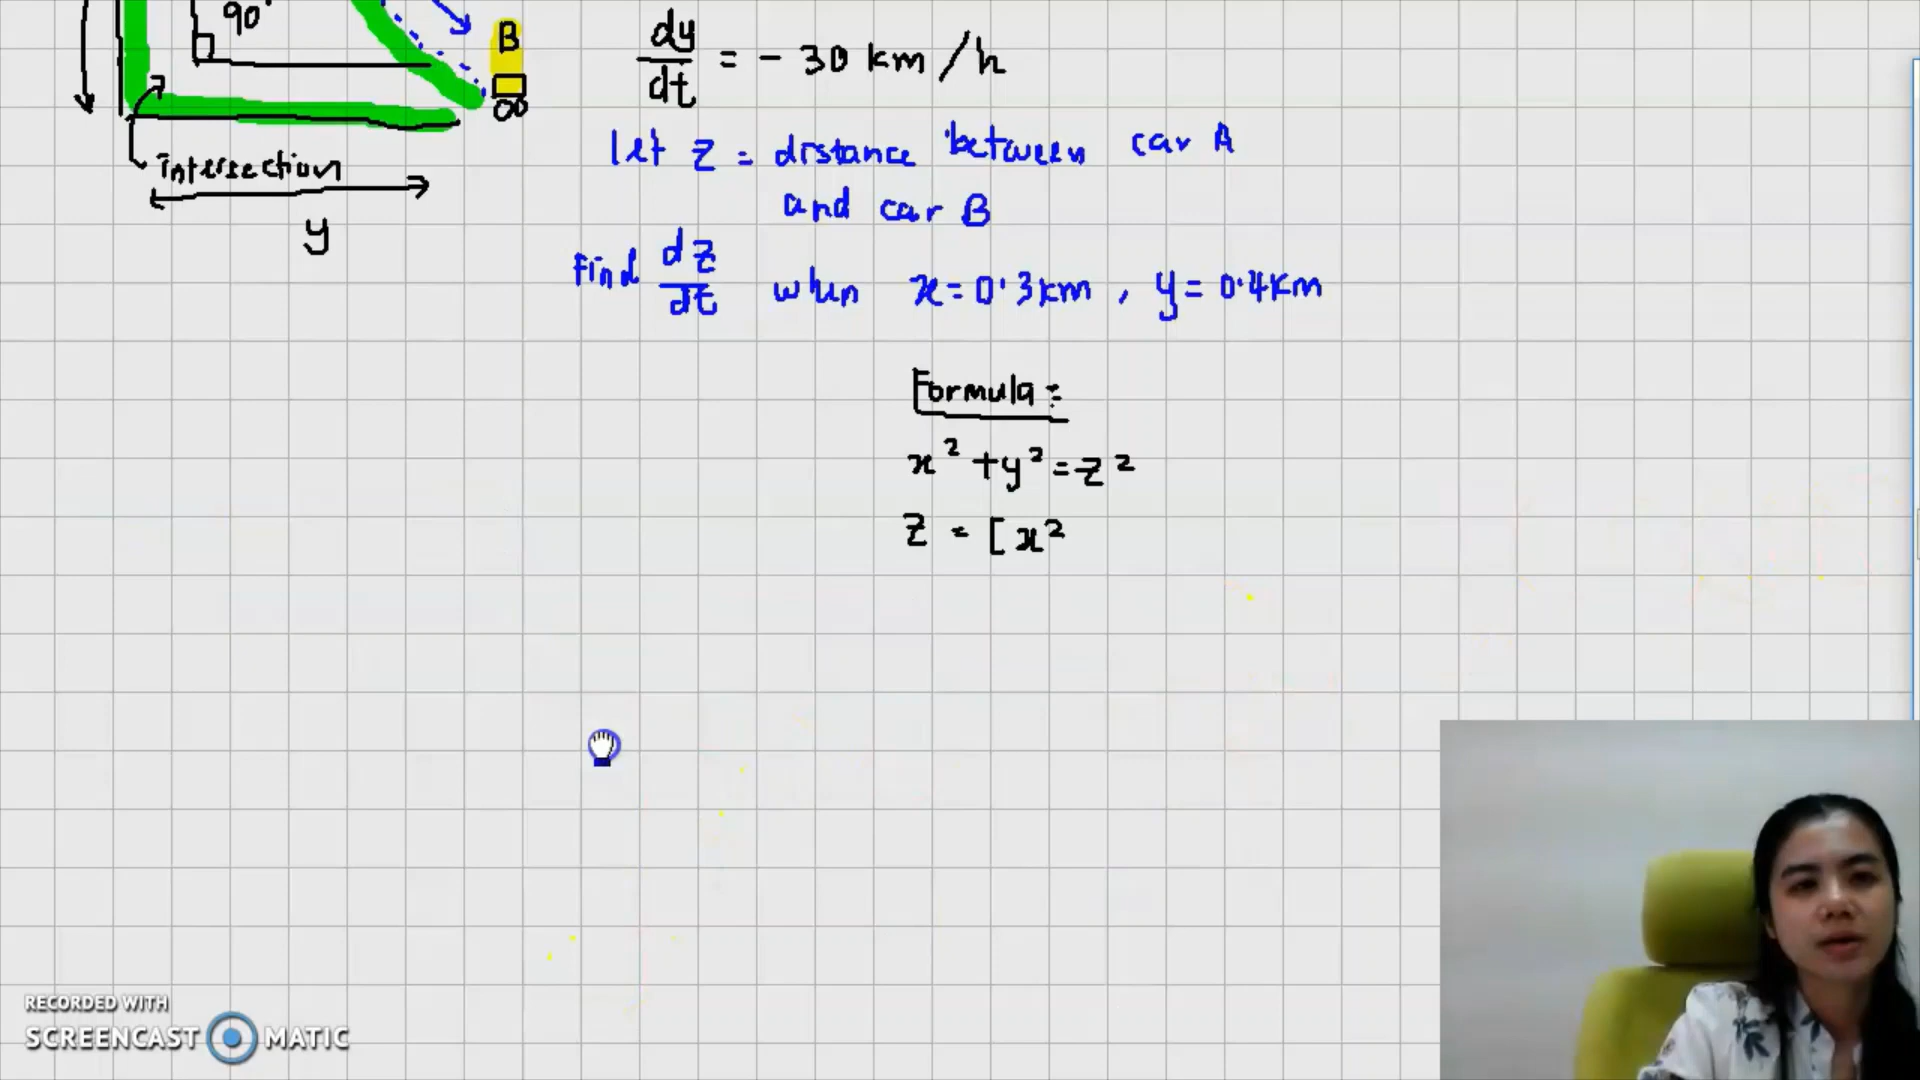 90°
B
dy/dt = - 30 km/h
let z = distance between car A
and car B
intersection
y
Find dz/dt when x = 0.3km , y = 0.4km
Formula:
x² + y² = z²
z = [x²
RECORDED WITH
SCREENCAST MATIC